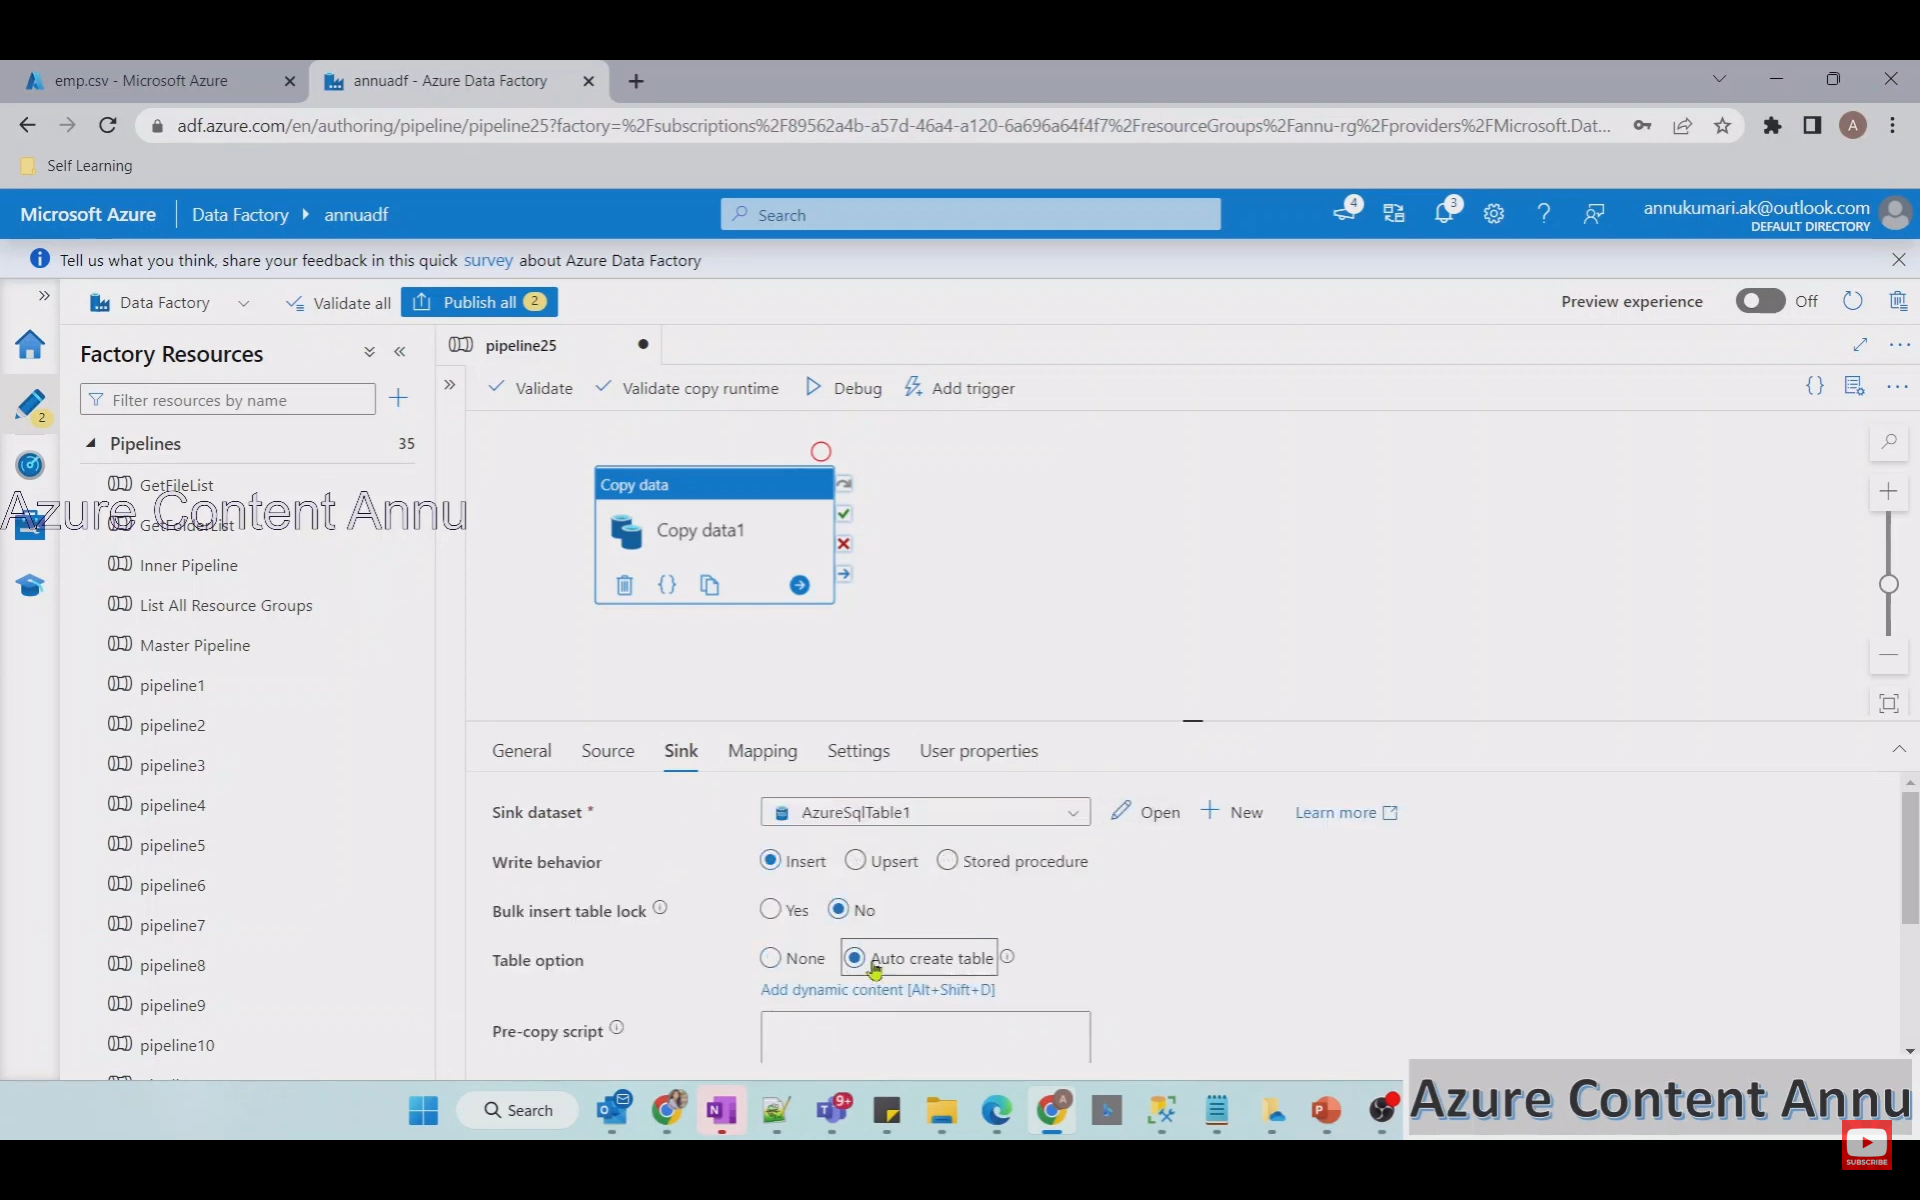 emp.csv - Microsoft Azure
annuadf - Azure Data Factory
adf.azure.com/en/authoring/pipeline/pipeline25?factory=%2Fsubscriptions%2F89562a4b-a57d-46a4-a120-6a696a64f4f7%2FresourceGroups%2Fannu-rg%2Fproviders%2FMicrosoft.Dat...
A
Self Learning
Microsoft Azure
Data Factory
annuadf
Search
4
3
annukumari.ak@outlook.com
DEFAULT DIRECTORY
Tell us what you think, share your feedback in this quick survey about Azure Data Factory
Data Factory
Validate all
Publish all 2
Preview experience
Off
Factory Resources
pipeline25
2
Filter resources by name
Validate
Validate copy runtime
Debug
Add trigger
Pipelines 35
GetFileList
Azure Content Annu
GetFolderList
Inner Pipeline
List All Resource Groups
Master Pipeline
pipeline1
pipeline2
pipeline3
pipeline4
pipeline5
pipeline6
pipeline7
pipeline8
pipeline9
pipeline10
Copy data
Copy data1
General Source Sink Mapping Settings User properties
Sink dataset *
AzureSqlTable1
Open
New
Learn more
Write behavior
Insert Upsert Stored procedure
Bulk insert table lock
Yes No
Table option
None Auto create table
Add dynamic content [Alt+Shift+D]
Pre-copy script
Search
9+
A
Azure Content Annu
SUBSCRIBE